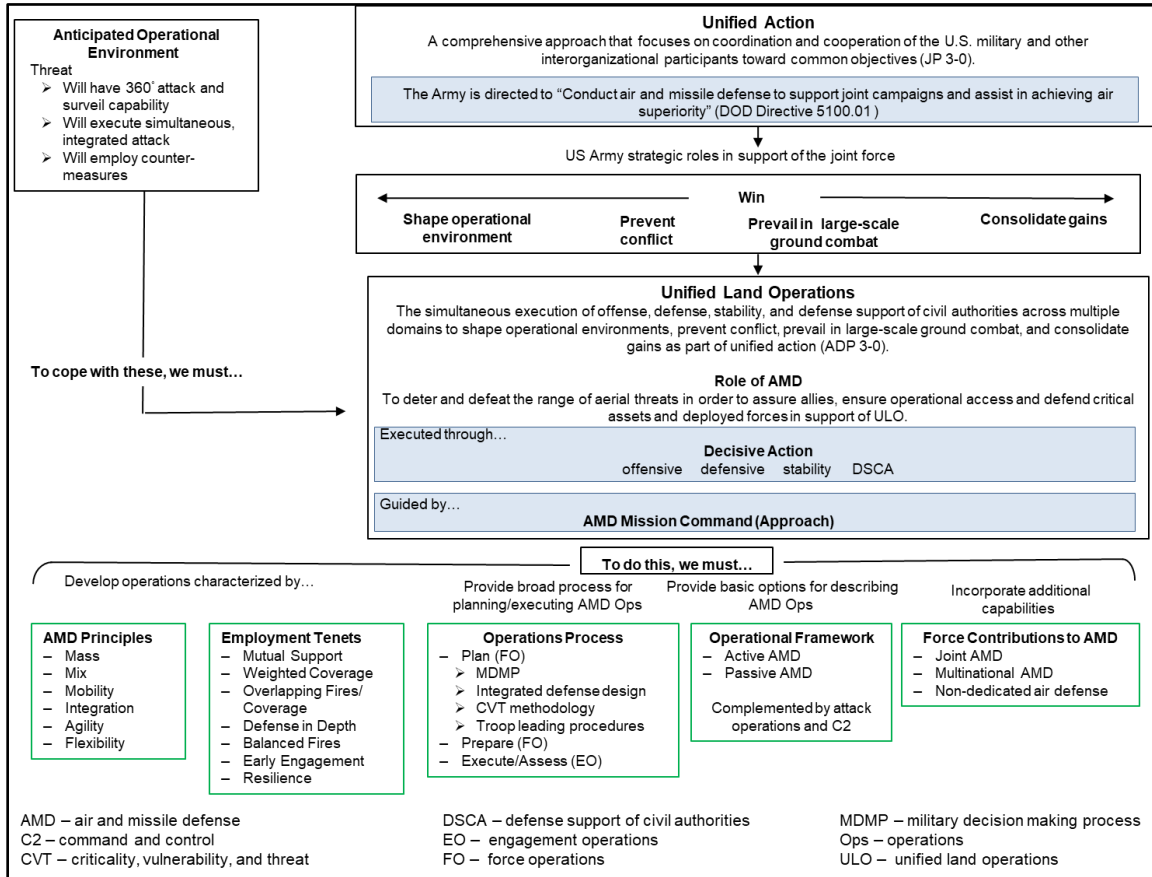 Anticipated Operational
Environment
Threat
➢ Will have 360˚ attack and
surveil capability
➢ Will execute simultaneous,
integrated attack
➢ Will employ counter-
measures
Unified Action
A comprehensive approach that focuses on coordination and cooperation of the U.S. military and other
interorganizational participants toward common objectives (JP 3-0).
The Army is directed to “Conduct air and missile defense to support joint campaigns and assist in achieving air
superiority” (DOD Directive 5100.01 )
US Army strategic roles in support of the joint force
Win
Shape operational
environment
Prevent
conflict
Prevail in large-scale
ground combat
Consolidate gains
Unified Land Operations
The simultaneous execution of offense, defense, stability, and defense support of civil authorities across multiple
domains to shape operational environments, prevent conflict, prevail in large-scale ground combat, and consolidate
gains as part of unified action (ADP 3-0).
To cope with these, we must…
Role of AMD
To deter and defeat the range of aerial threats in order to assure allies, ensure operational access and defend critical
assets and deployed forces in support of ULO.
Executed through…
Decisive Action
offensive defensive stability DSCA
Guided by…
AMD Mission Command (Approach)
To do this, we must…
Develop operations characterized by…
Provide broad process for
planning/executing AMD Ops
Provide basic options for describing
AMD Ops
Incorporate additional
capabilities
AMD Principles
– Mass
– Mix
– Mobility
– Integration
– Agility
– Flexibility
Employment Tenets
– Mutual Support
– Weighted Coverage
– Overlapping Fires/
Coverage
– Defense in Depth
– Balanced Fires
– Early Engagement
– Resilience
Operations Process
– Plan (FO)
➢ MDMP
➢ Integrated defense design
➢ CVT methodology
➢ Troop leading procedures
– Prepare (FO)
– Execute/Assess (EO)
Operational Framework
– Active AMD
– Passive AMD
Complemented by attack
operations and C2
Force Contributions to AMD
– Joint AMD
– Multinational AMD
– Non-dedicated air defense
AMD – air and missile defense
C2 – command and control
CVT – criticality, vulnerability, and threat
DSCA – defense support of civil authorities
EO – engagement operations
FO – force operations
MDMP – military decision making process
Ops – operations
ULO – unified land operations